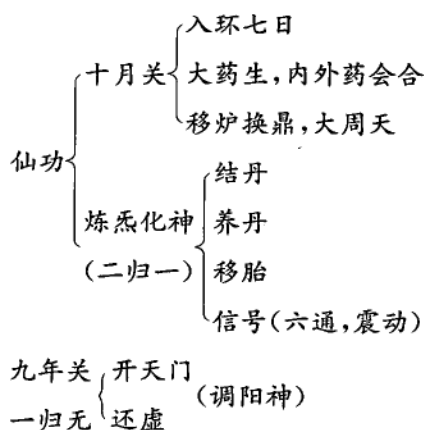 入环七日
十月关 大药生,内外药会合
移炉换鼎,大周天
仙功
结丹
炼炁化神 养丹
(二归一) 移胎
信号(六通,震动)
九年关 开天门
(调阳神)
一归无 还虚